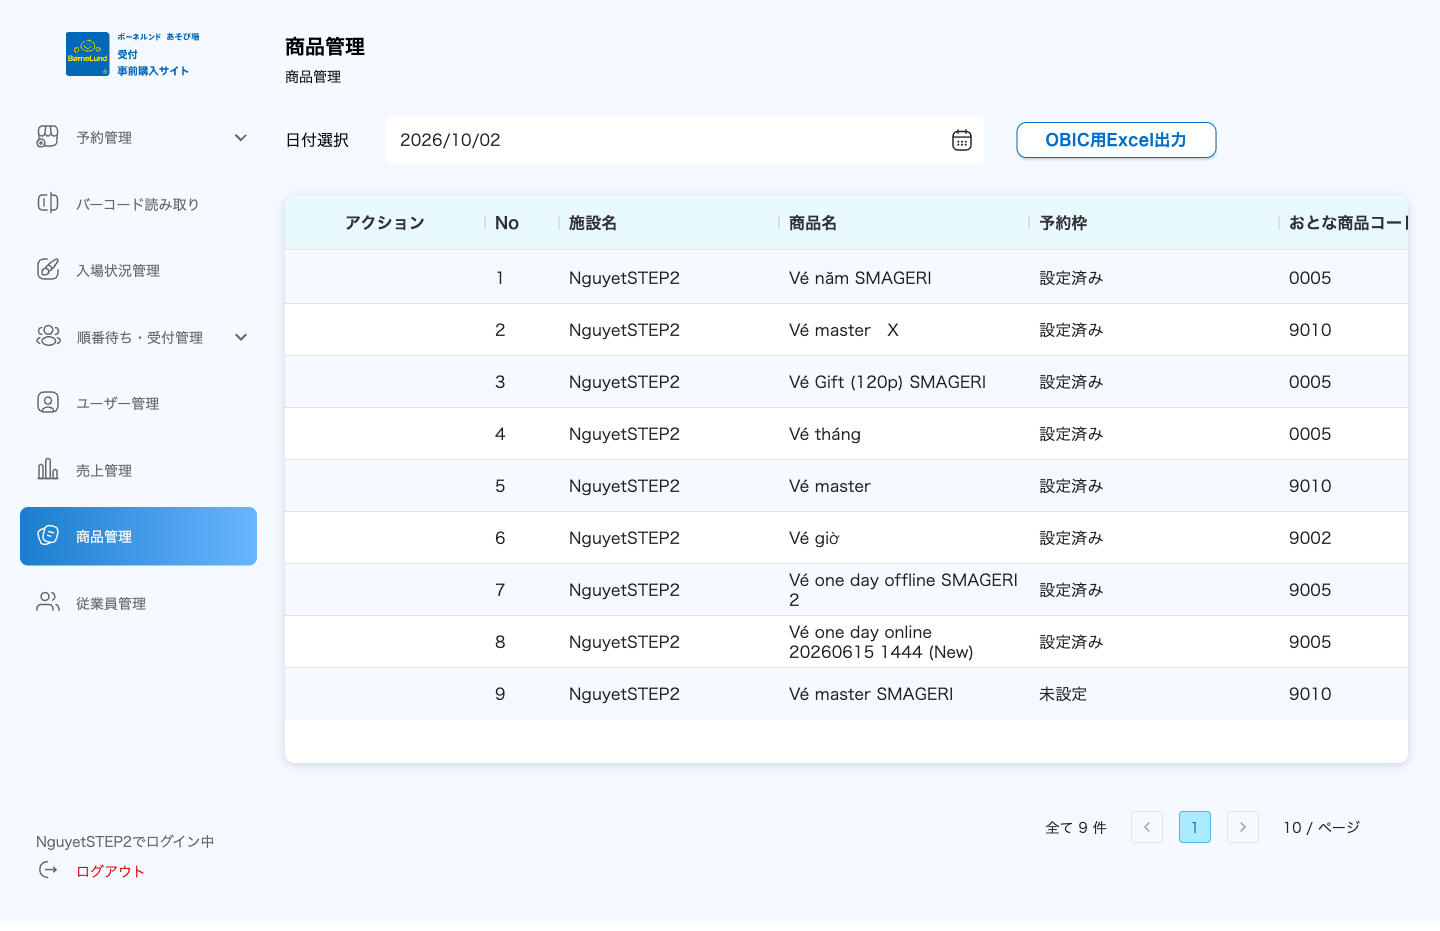 BørneLund
ボーネルンド あそび場
受付
事前購入サイト
予約管理
バーコード読み取り
入場状況管理
順番待ち・受付管理
ユーザー管理
売上管理
商品管理
従業員管理
NguyetSTEP2でログイン中
ログアウト
商品管理
商品管理
日付選択 2026/10/02 OBIC用Excel出力
アクション No 施設名 商品名 予約枠 おとな商品コード
1 NguyetSTEP2 Vé năm SMAGERI 設定済み 0005
2 NguyetSTEP2 Vé master　X 設定済み 9010
3 NguyetSTEP2 Vé Gift (120p) SMAGERI 設定済み 0005
4 NguyetSTEP2 Vé tháng 設定済み 0005
5 NguyetSTEP2 Vé master 設定済み 9010
6 NguyetSTEP2 Vé giờ 設定済み 9002
7 NguyetSTEP2 Vé one day offline SMAGERI 2 設定済み 9005
8 NguyetSTEP2 Vé one day online 20260615 1444 (New) 設定済み 9005
9 NguyetSTEP2 Vé master SMAGERI 未設定 9010
全て 9 件 1 10 / ページ